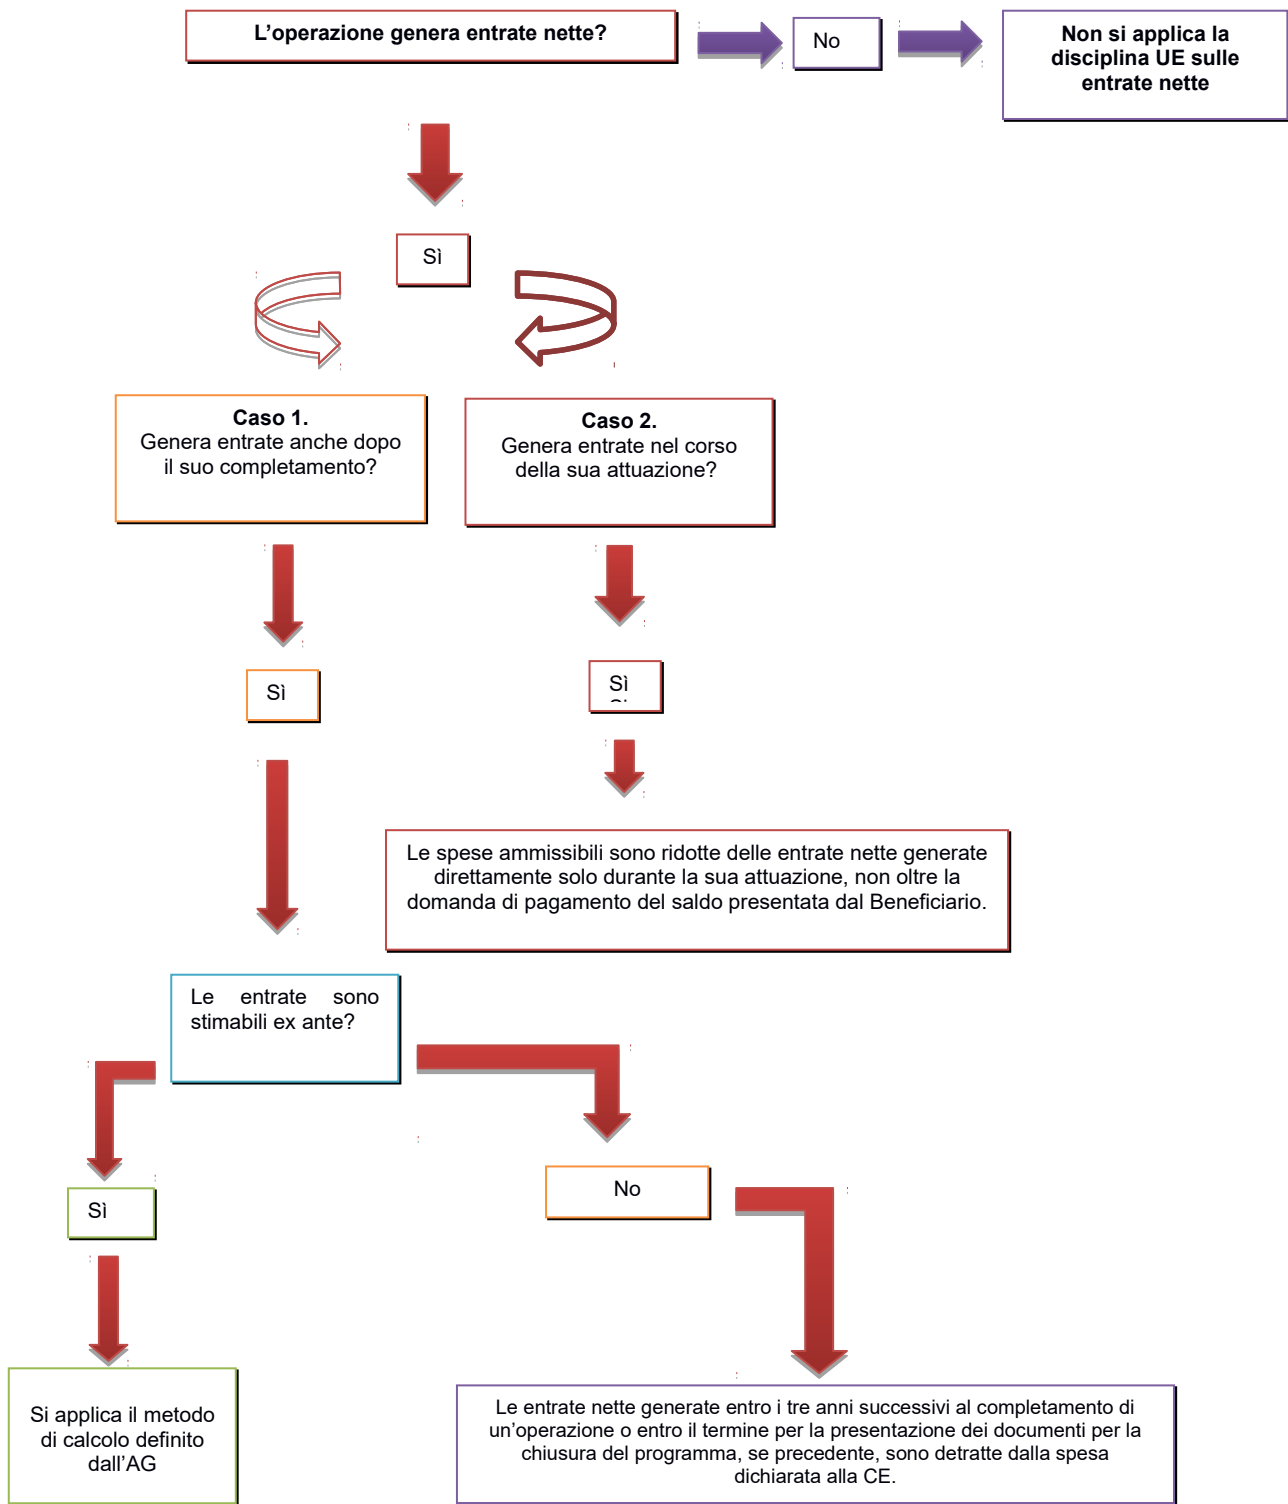 L'operazione genera entrate nette?
No
Non si applica la
disciplina UE sulle
entrate nette
Sì
Caso 1.
Genera entrate anche dopo
il suo completamento?
Caso 2.
Genera entrate nel corso
della sua attuazione?
Sì
Sì
Le spese ammissibili sono ridotte delle entrate nette generate
direttamente solo durante la sua attuazione, non oltre la
domanda di pagamento del saldo presentata dal Beneficiario.
Le entrate sono
stimabili ex ante?
Sì
No
Si applica il metodo
di calcolo definito
dall'AG
Le entrate nette generate entro i tre anni successivi al completamento di
un'operazione o entro il termine per la presentazione dei documenti per la
chiusura del programma, se precedente, sono detratte dalla spesa
dichiarata alla CE.